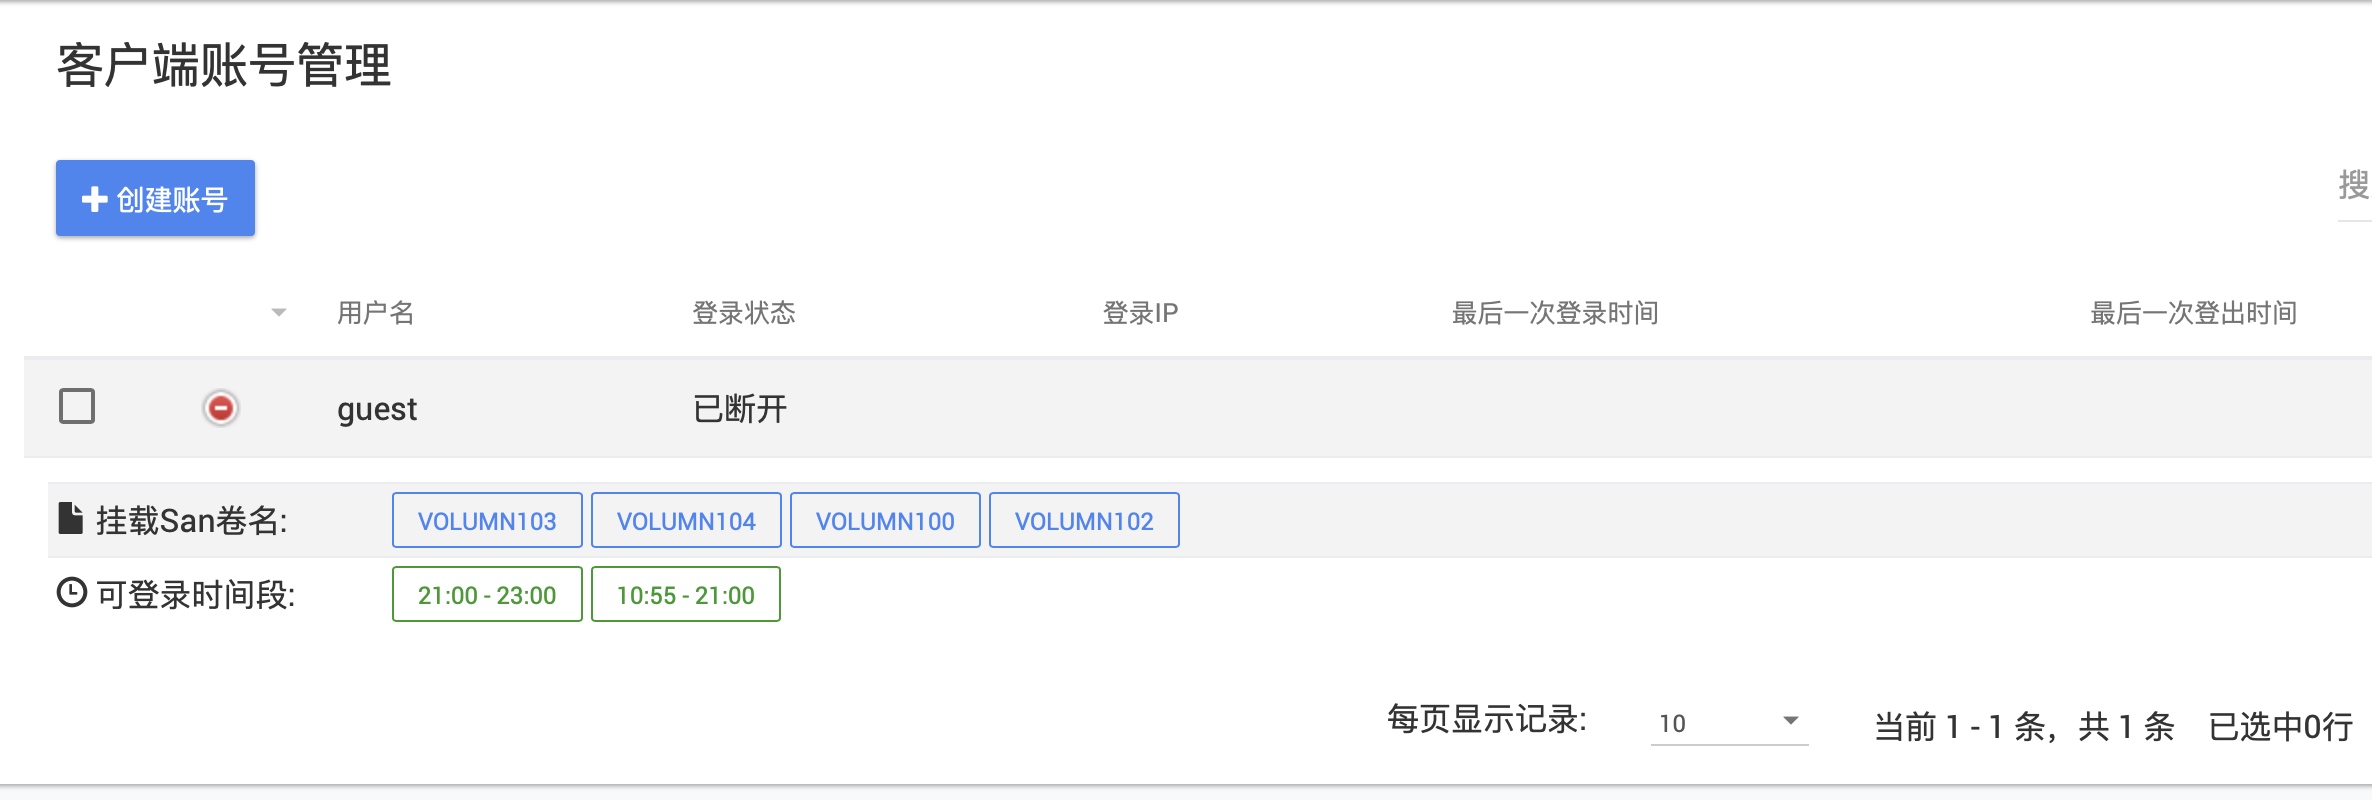 客户端账号管理
创建账号
搜
用户名 登录状态 登录IP 最后一次登录时间 最后一次登出时间
guest 已断开
挂载San卷名: VOLUMN103 VOLUMN104 VOLUMN100 VOLUMN102
可登录时间段: 21:00 - 23:00 10:55 - 21:00
每页显示记录: 10 当前 1 - 1 条，共 1 条 已选中0行